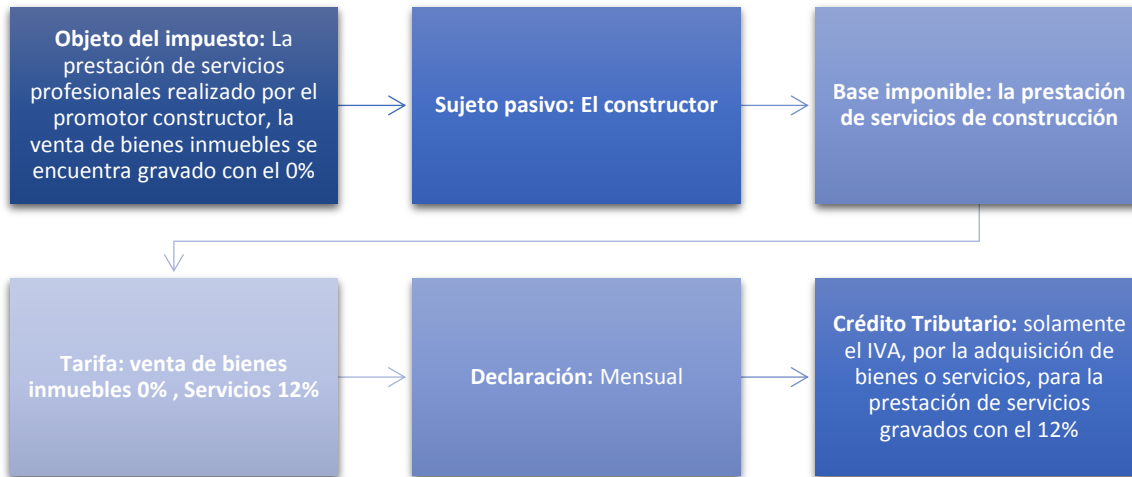 Objeto del impuesto: La
prestación de servicios
profesionales realizado por el
promotor constructor, la
venta de bienes inmuebles se
encuentra gravado con el 0%
Sujeto pasivo: El constructor
Base imponible: la prestación
de servicios de construcción
Tarifa: venta de bienes
inmuebles 0% , Servicios 12%
Declaración: Mensual
Crédito Tributario: solamente
el IVA, por la adquisición de
bienes o servicios, para la
prestación de servicios
gravados con el 12%